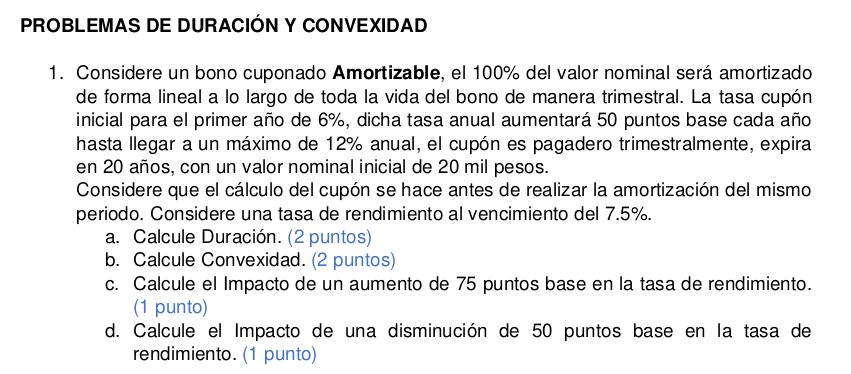 PROBLEMAS DE DURACIÓN Y CONVEXIDAD
1. Considere un bono cuponado Amortizable, el 100% del valor nominal será amortizado
de forma lineal a lo largo de toda la vida del bono de manera trimestral. La tasa cupón
inicial para el primer año de 6%, dicha tasa anual aumentará 50 puntos base cada año
hasta llegar a un máximo de 12% anual, el cupón es pagadero trimestralmente, expira
en 20 años, con un valor nominal inicial de 20 mil pesos.
Considere que el cálculo del cupón se hace antes de realizar la amortización del mismo
periodo. Considere una tasa de rendimiento al vencimiento del 7.5%.
a. Calcule Duración. (2 puntos)
b. Calcule Convexidad. (2 puntos)
c. Calcule el Impacto de un aumento de 75 puntos base en la tasa de rendimiento.
(1 punto)
d. Calcule el Impacto de una disminución de 50 puntos base en la tasa de
rendimiento. (1 punto)